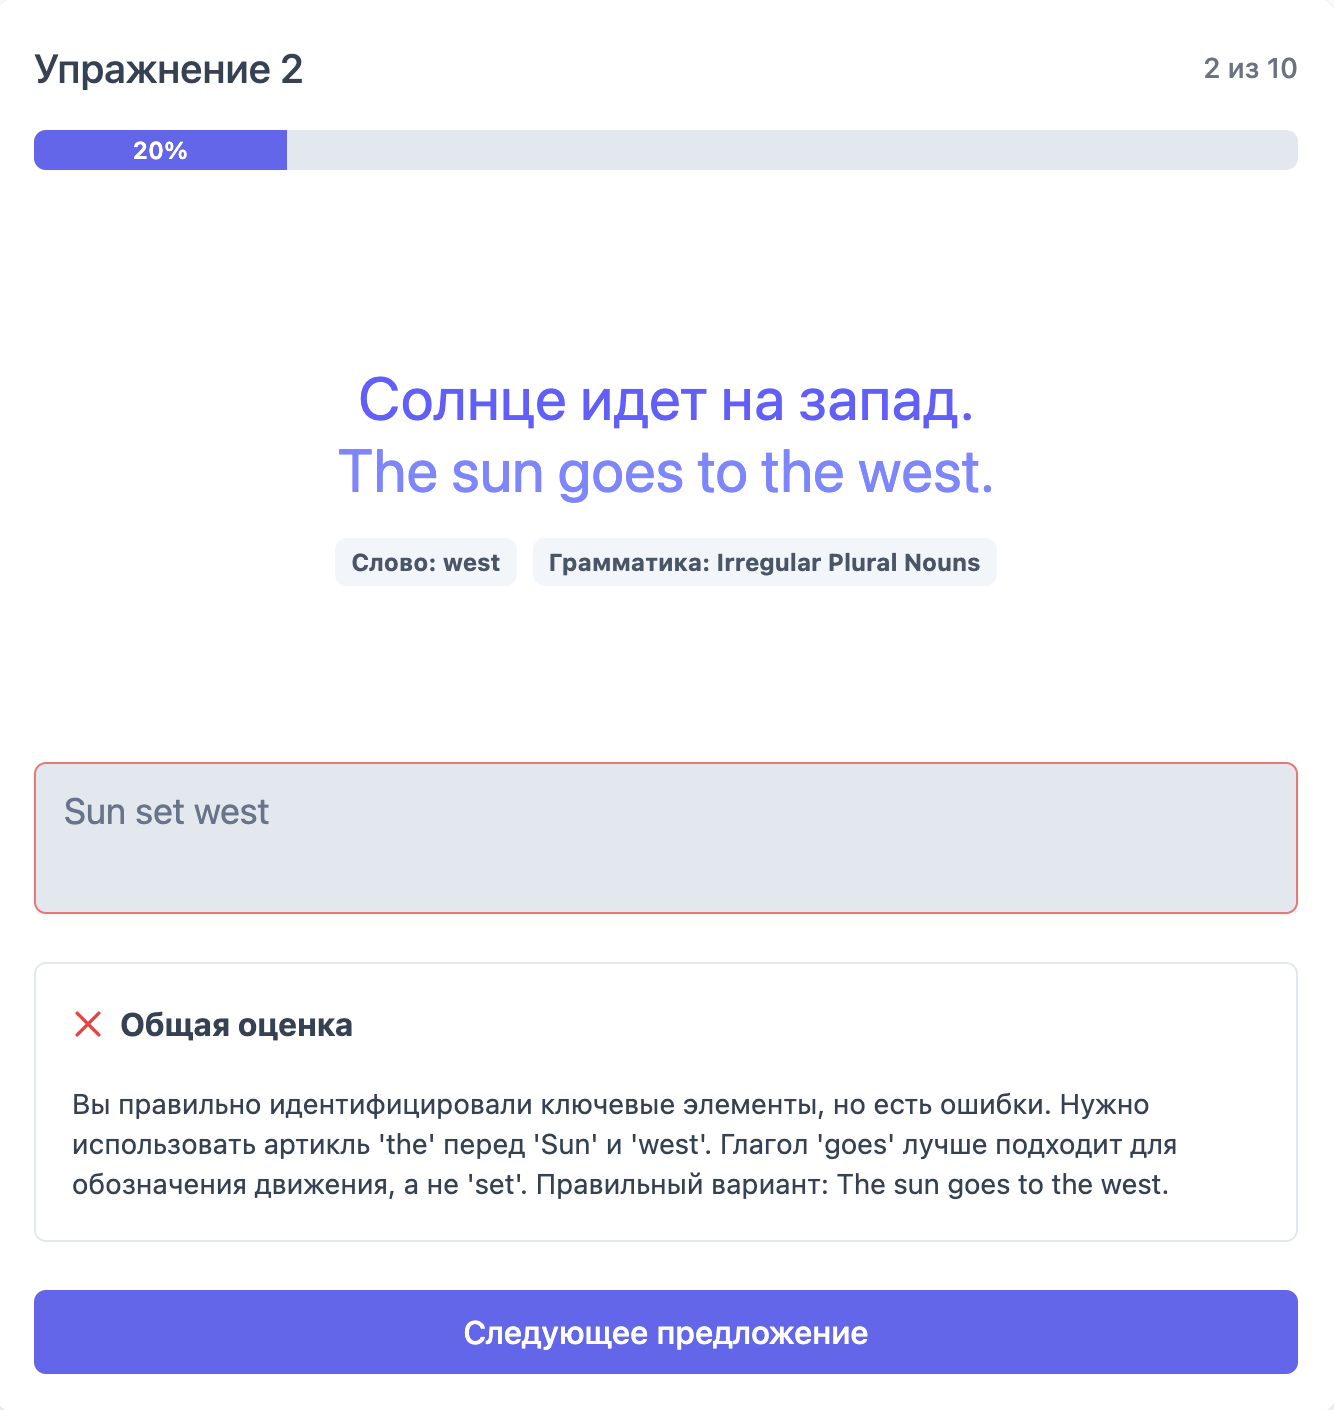 Упражнение 2
2 из 10
20%
Солнце идет на запад.
The sun goes to the west.
Слово: west
Грамматика: Irregular Plural Nouns
Sun set west
Общая оценка
Вы правильно идентифицировали ключевые элементы, но есть ошибки. Нужно
использовать артикль 'the' перед 'Sun' и 'west'. Глагол 'goes' лучше подходит для
обозначения движения, а не 'set'. Правильный вариант: The sun goes to the west.
Следующее предложение